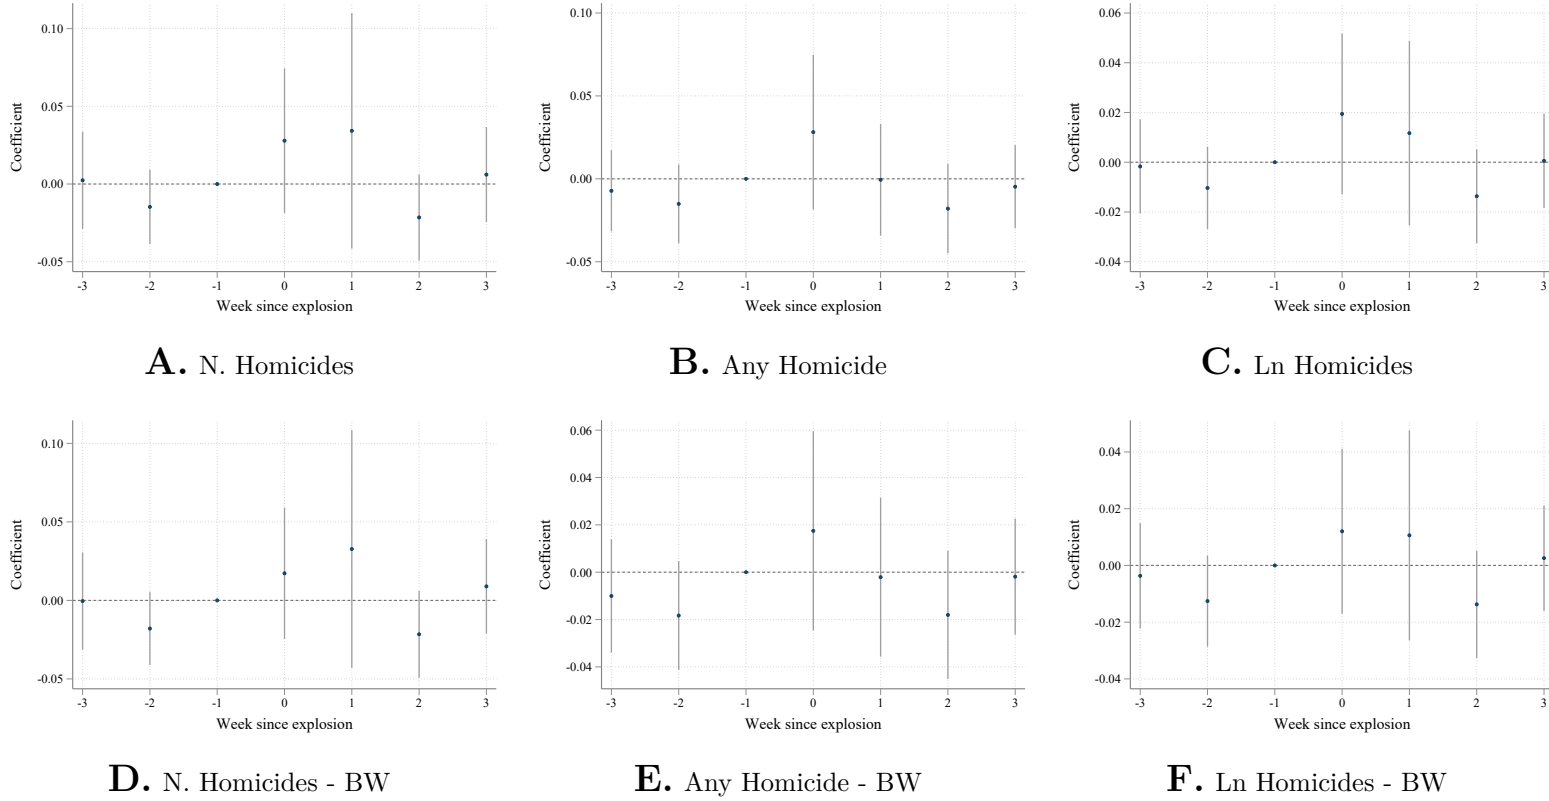 0.10
0.05
0.00
-0.05
Coefficient
-3 -2 -1 0 1 2 3
Week since explosion
A. N. Homicides
0.10
0.05
0.00
-0.05
Coefficient
-3 -2 -1 0 1 2 3
Week since explosion
B. Any Homicide
0.06
0.04
0.02
0.00
-0.02
-0.04
Coefficient
-3 -2 -1 0 1 2 3
Week since explosion
C. Ln Homicides
0.10
0.05
0.00
-0.05
Coefficient
-3 -2 -1 0 1 2 3
Week since explosion
D. N. Homicides - BW
0.06
0.04
0.02
0.00
-0.02
-0.04
Coefficient
-3 -2 -1 0 1 2 3
Week since explosion
E. Any Homicide - BW
0.04
0.02
0.00
-0.02
-0.04
Coefficient
-3 -2 -1 0 1 2 3
Week since explosion
F. Ln Homicides - BW